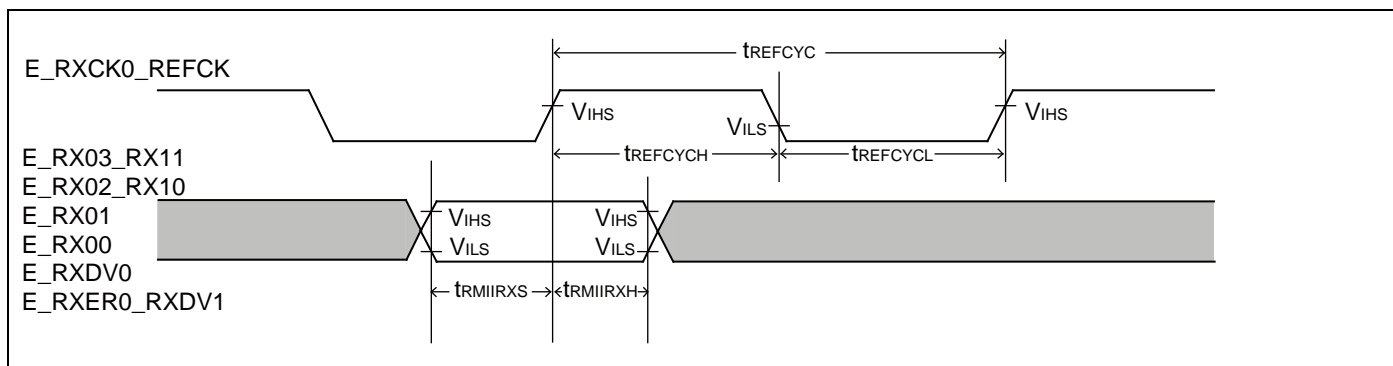 tREFCYC
E_RXCK0_REFCK
VIHS
VILS
VIHS
tREFCYCH
tREFCYCL
E_RX03_RX11
E_RX02_RX10
E_RX01
E_RX00
E_RXDV0
E_RXER0_RXDV1
VIHS
VIHS
VILS
VILS
tRMIIRXS
tRMIIRXH